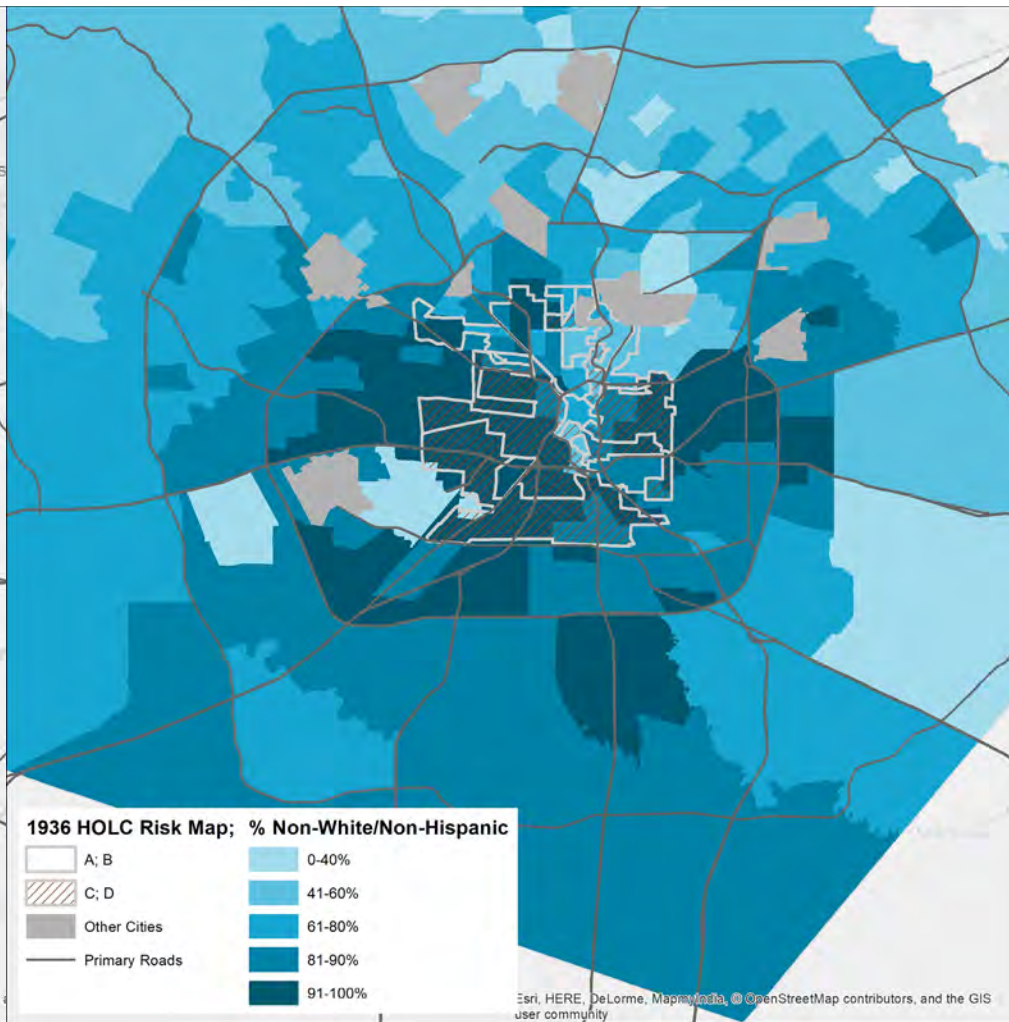 1936 HOLC Risk Map; % Non-White/Non-Hispanic
A; B
C; D
Other Cities
Primary Roads
0-40%
41-60%
61-80%
81-90%
91-100%
Esri, HERE, DeLorme, MapmyIndia, © OpenStreetMap contributors, and the GIS
user community